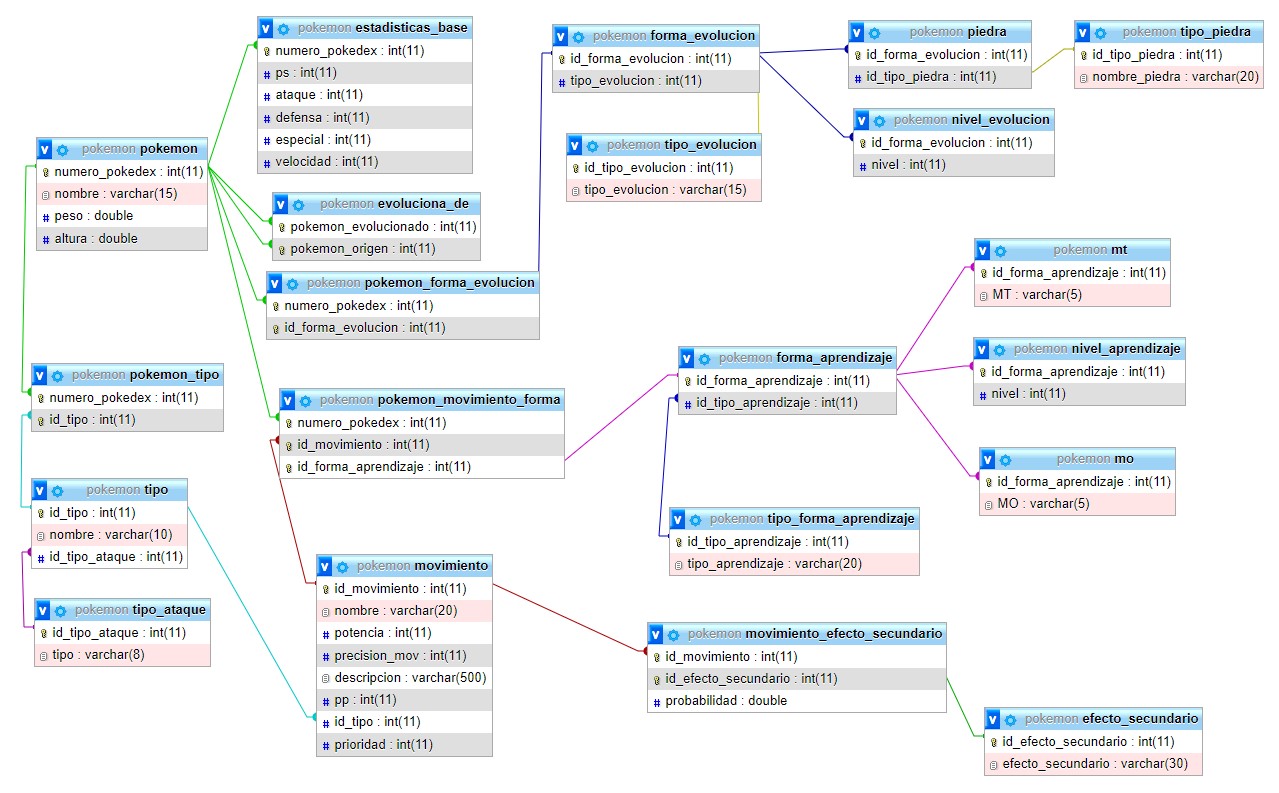 pokemon estadisticas_base
numero_pokedex : int(11)
ps : int(11)
ataque : int(11)
defensa : int(11)
especial : int(11)
velocidad : int(11)
pokemon forma_evolucion
id_forma_evolucion : int(11)
tipo_evolucion : int(11)
pokemon piedra
id_forma_evolucion : int(11)
id_tipo_piedra : int(11)
pokemon tipo_piedra
id_tipo_piedra : int(11)
nombre_piedra : varchar(20)
pokemon nivel_evolucion
id_forma_evolucion : int(11)
nivel : int(11)
pokemon tipo_evolucion
id_tipo_evolucion : int(11)
tipo_evolucion : varchar(15)
pokemon pokemon
numero_pokedex : int(11)
nombre : varchar(15)
peso : double
altura : double
pokemon evoluciona_de
pokemon_evolucionado : int(11)
pokemon_origen : int(11)
pokemon pokemon_forma_evolucion
numero_pokedex : int(11)
id_forma_evolucion : int(11)
pokemon mt
id_forma_aprendizaje : int(11)
MT : varchar(5)
pokemon nivel_aprendizaje
id_forma_aprendizaje : int(11)
nivel : int(11)
pokemon forma_aprendizaje
id_forma_aprendizaje : int(11)
id_tipo_aprendizaje : int(11)
pokemon pokemon_tipo
numero_pokedex : int(11)
id_tipo : int(11)
pokemon pokemon_movimiento_forma
numero_pokedex : int(11)
id_movimiento : int(11)
id_forma_aprendizaje : int(11)
pokemon mo
id_forma_aprendizaje : int(11)
MO : varchar(5)
pokemon tipo
id_tipo : int(11)
nombre : varchar(10)
id_tipo_ataque : int(11)
pokemon tipo_forma_aprendizaje
id_tipo_aprendizaje : int(11)
tipo_aprendizaje : varchar(20)
pokemon movimiento
id_movimiento : int(11)
nombre : varchar(20)
potencia : int(11)
precision_mov : int(11)
descripcion : varchar(500)
pp : int(11)
id_tipo : int(11)
prioridad : int(11)
pokemon tipo_ataque
id_tipo_ataque : int(11)
tipo : varchar(8)
pokemon movimiento_efecto_secundario
id_movimiento : int(11)
id_efecto_secundario : int(11)
probabilidad : double
pokemon efecto_secundario
id_efecto_secundario : int(11)
efecto_secundario : varchar(30)